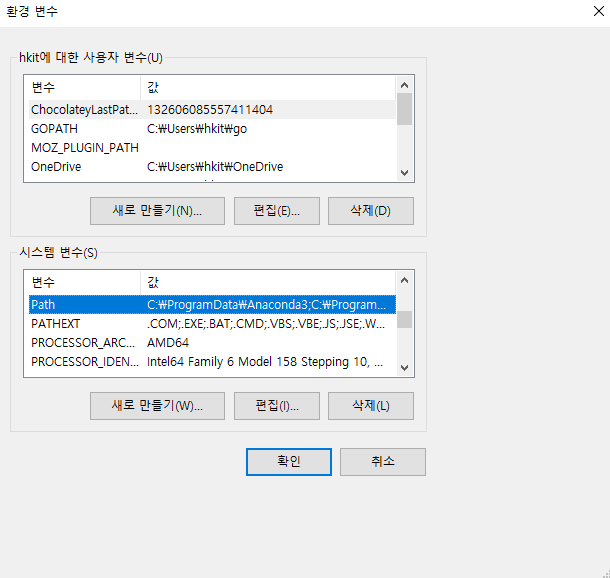 환경 변수
hkit에 대한 사용자 변수(U)
변수 값
ChocolateyLastPat... 132606085557411404
GOPATH C:₩Users₩hkit₩go
MOZ_PLUGIN_PATH
OneDrive C:₩Users₩hkit₩OneDrive
새로 만들기(N)... 편집(E)... 삭제(D)
시스템 변수(S)
변수 값
Path C:₩ProgramData₩Anaconda3;C:₩Program...
PATHEXT .COM;.EXE;.BAT;.CMD;.VBS;.VBE;.JS;.JSE;.W...
PROCESSOR_ARC... AMD64
PROCESSOR_IDEN... Intel64 Family 6 Model 158 Stepping 10, ...
새로 만들기(W)... 편집(I)... 삭제(L)
확인 취소